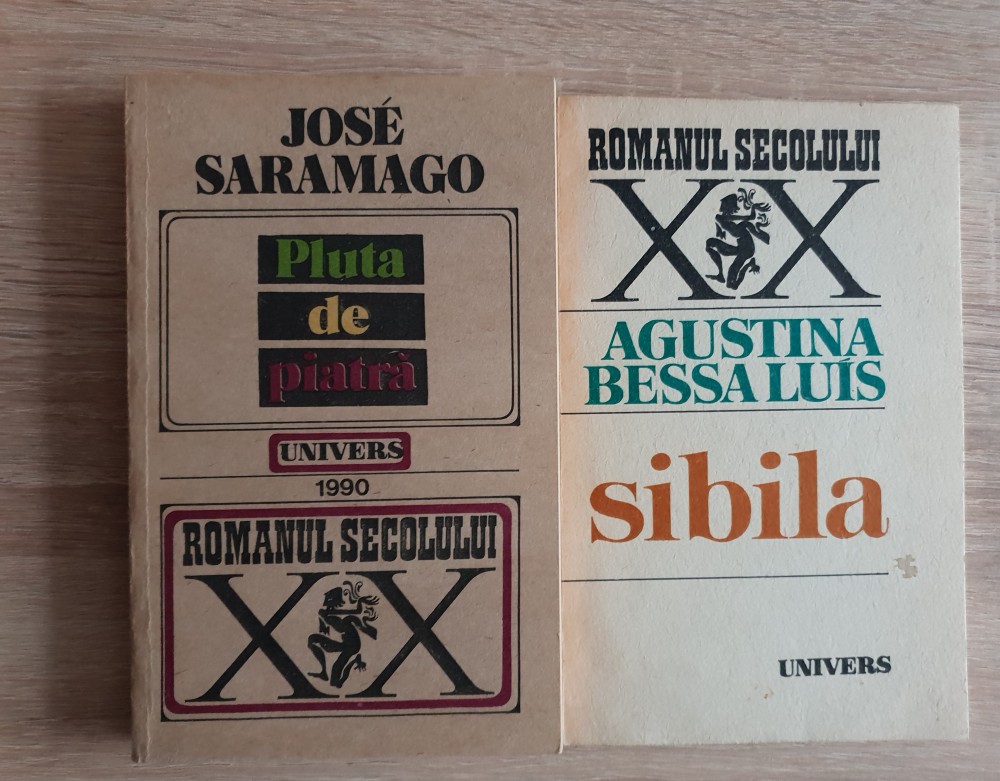 JOSÉ
SARAMAGO
Pluta
de
piatră
UNIVERS
1990
ROMANUL SECOLULUI
XX
ROMANUL SECOLULUI
XX
AGUSTINA
BESSA LUÍS
sibila
UNIVERS